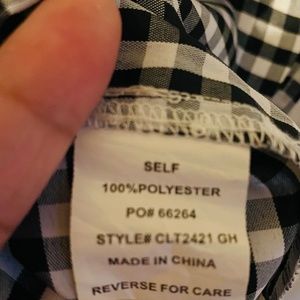 SELF
100%POLYESTER
PO# 66264
STYLE# CLT2421 GH
MADE IN CHINA
REVERSE FOR CARE